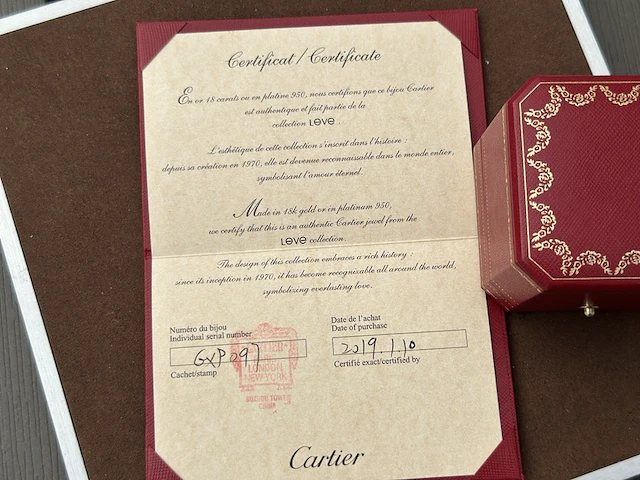 Certificat / Certificate
En or 18 carats ou en platine 950, nous certifions que ce bijou Cartier
est authentique et fait partie de la
collection LOVE
L'esthétique de cette collection s'inscrit dans l'histoire :
depuis sa création en 1970, elle est devenue reconnaissable dans le monde entier,
symbolisant l'amour éternel.
Made in 18k gold or in platinum 950,
we certify that this is an authentic Cartier jewel from the
LOVE collection.
The design of this collection embraces a rich history :
since its inception in 1970, it has become recognizable all around the world,
symbolizing everlasting love.
Numéro du bijou
Individual serial number
GXP097
Cachet/stamp
Date de l'achat
Date of purchase
2019.1.10
Certifié exact/certified by
LONDON
NEW-YORK
CHINA
Cartier